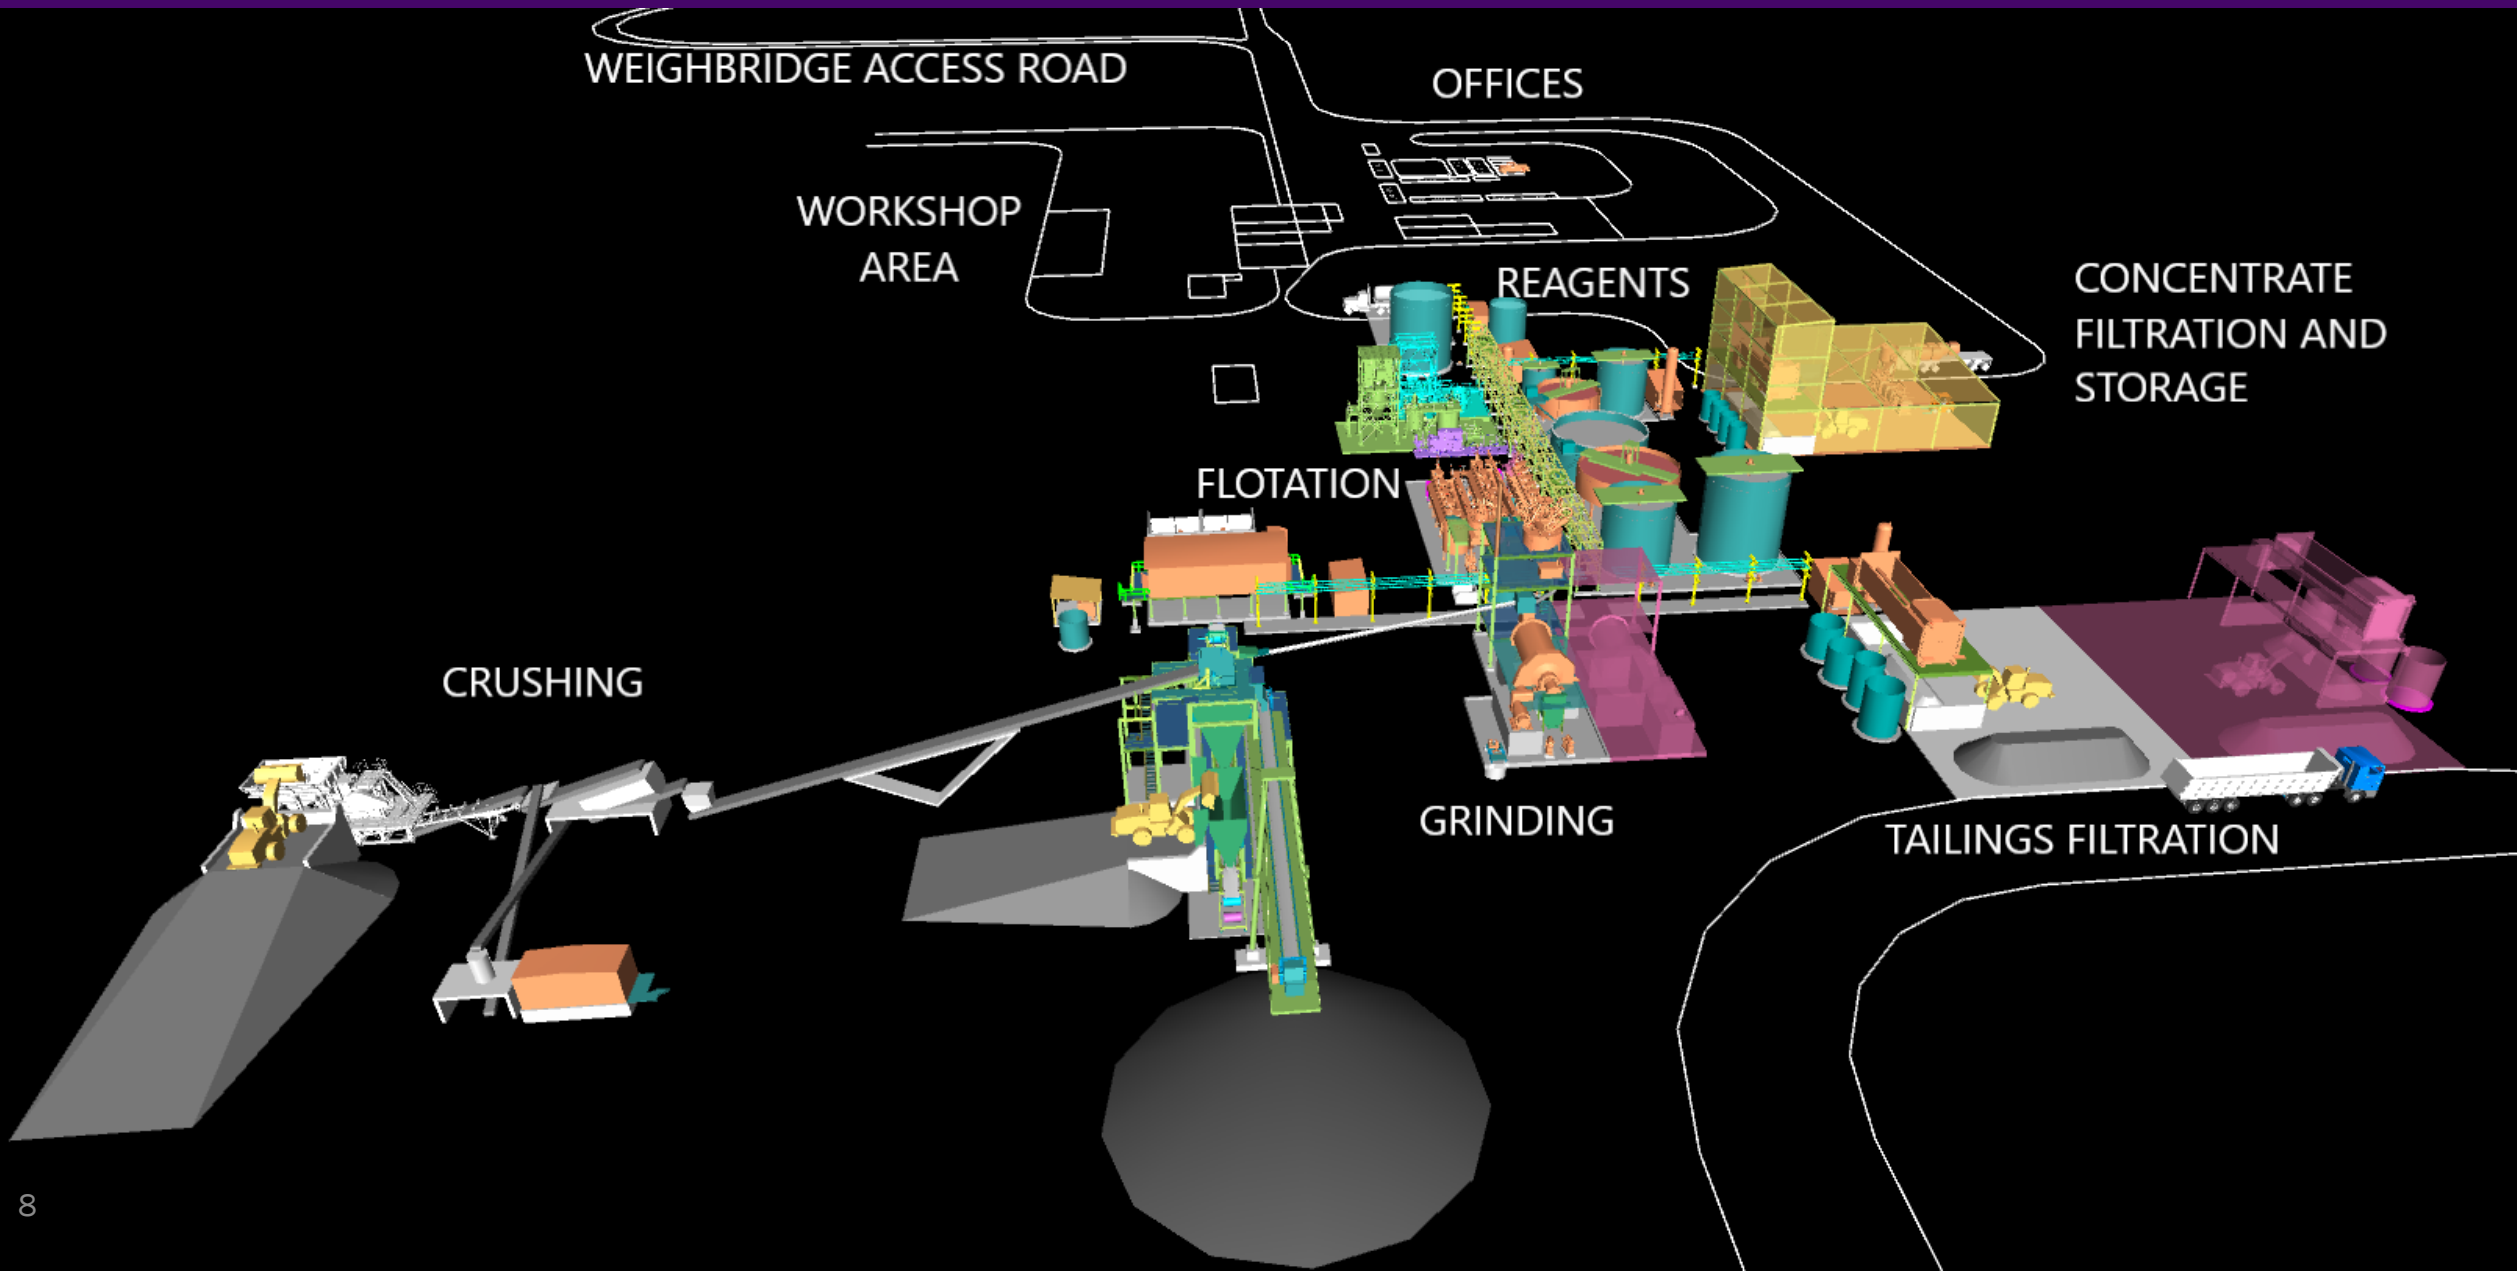 WEIGHBRIDGE ACCESS ROAD
OFFICES
WORKSHOP
AREA
REAGENTS
CONCENTRATE
FILTRATION AND
STORAGE
FLOTATION
CRUSHING
GRINDING
TAILINGS FILTRATION
8